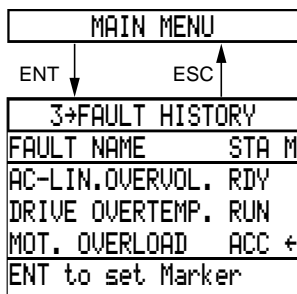 MAIN MENU
ENT ESC
3→FAULT HISTORY
FAULT NAME STA M
AC-LIN.OVERVOL. RDY
DRIVE OVERTEMP. RUN
MOT. OVERLOAD ACC ←
ENT to set Marker